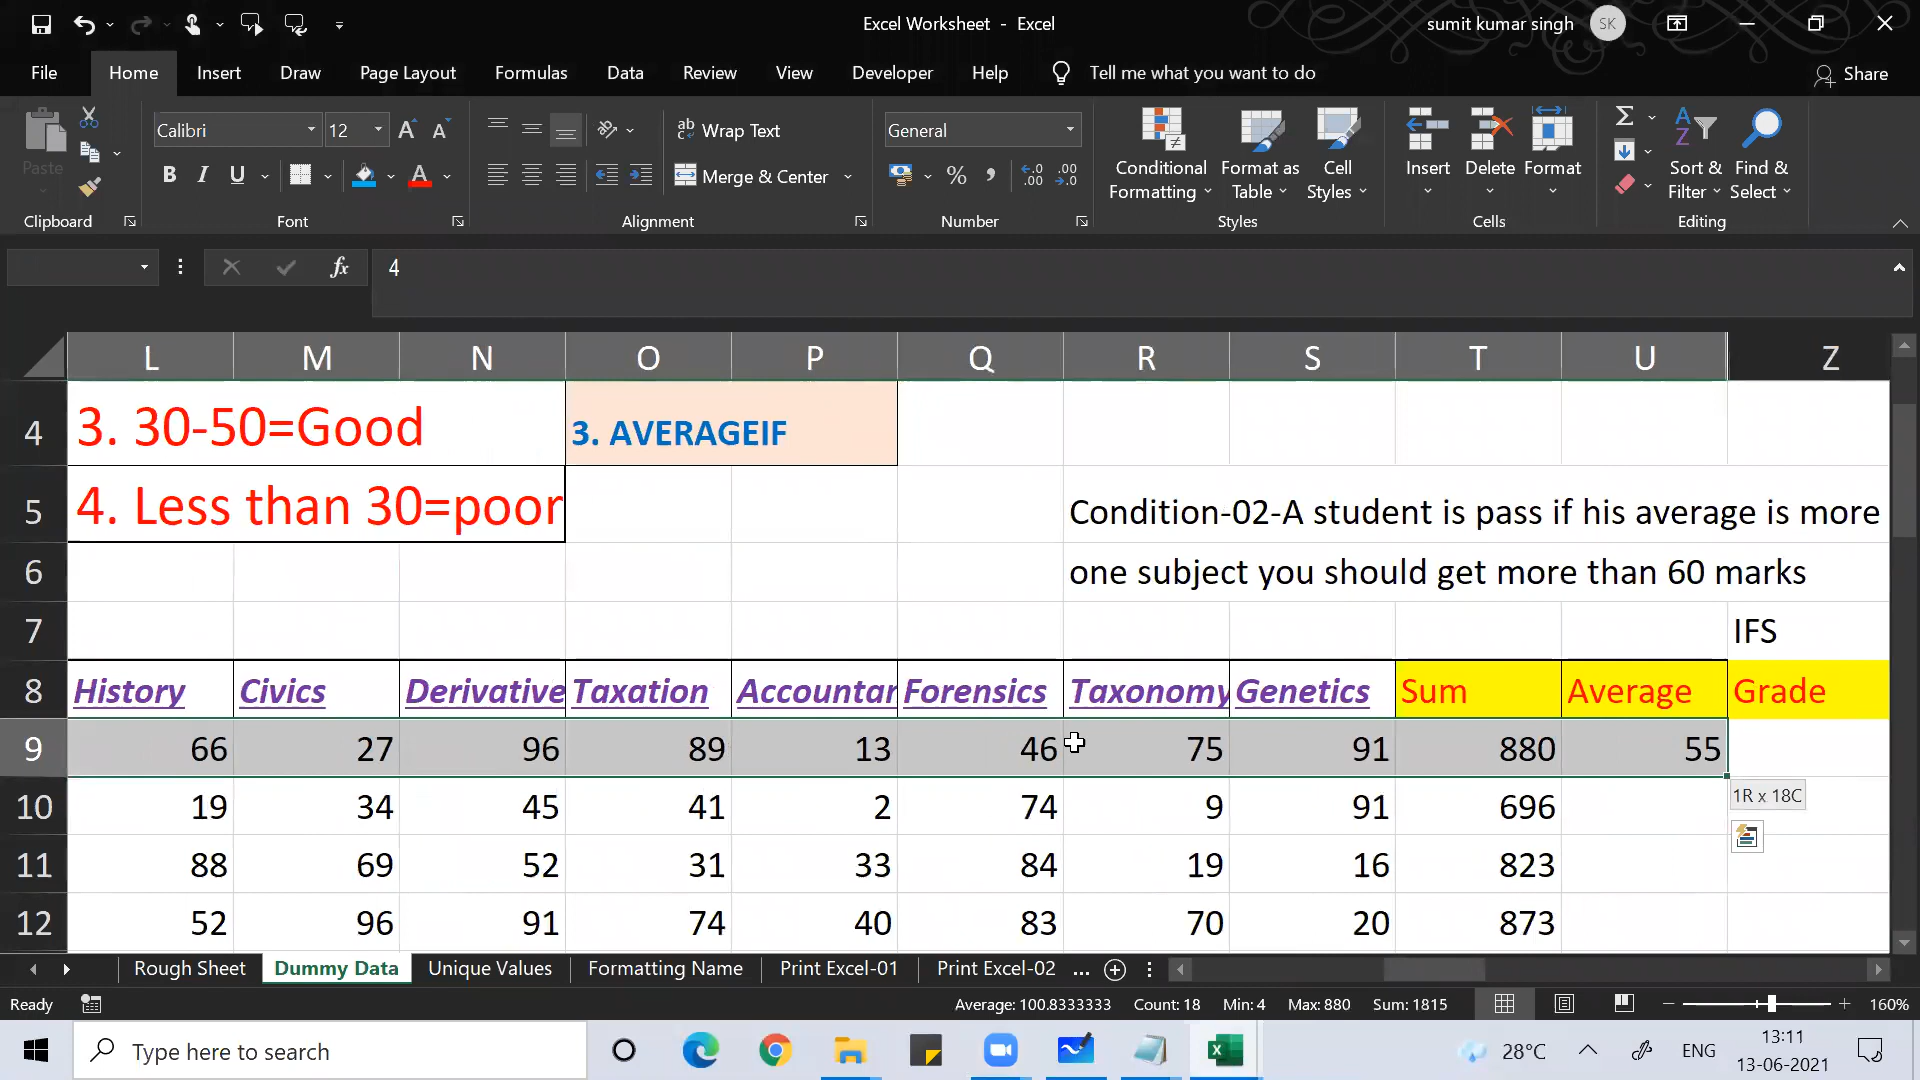 Excel Worksheet - Excel
sumit kumar singh SK
File Home Insert Draw Page Layout Formulas Data Review View Developer Help Tell me what you want to do Share
Paste
Calibri 12 A A
B I U A
ab Wrap Text
Merge & Center
General
% .00 .00
Conditional Formatting
Format as Table
Cell Styles
Insert Delete Format
Sort & Filter
Find & Select
Clipboard Font Alignment Number Styles Cells Editing
fx 4
L M N O P Q R S T U Z
4 3. 30-50=Good 3. AVERAGEIF
5 4. Less than 30=poor Condition-02-A student is pass if his average is more
6 one subject you should get more than 60 marks
7 IFS
8 History Civics Derivative Taxation Accountan Forensics Taxonomy Genetics Sum Average Grade
9 66 27 96 89 13 46 75 91 880 55
1R x 18C
10 19 34 45 41 2 74 9 91 696
11 88 69 52 31 33 84 19 16 823
12 52 96 91 74 40 83 70 20 873
Rough Sheet Dummy Data Unique Values Formatting Name Print Excel-01 Print Excel-02 ...
Ready Average: 100.8333333 Count: 18 Min: 4 Max: 880 Sum: 1815 160%
Type here to search
28°C ENG 13:11
13-06-2021